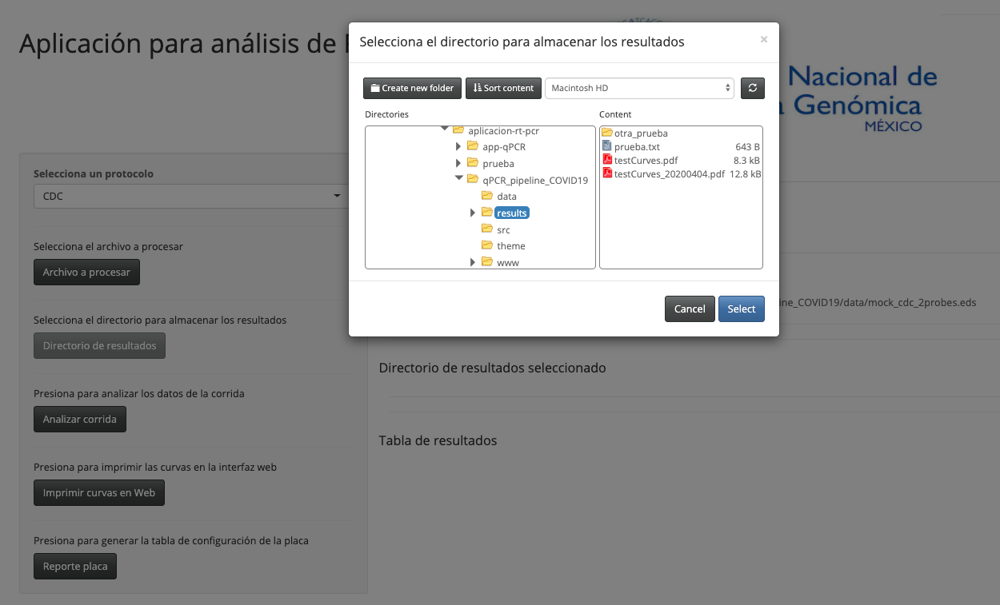 Aplicación para análisis de
Nacional de
Genómica
MÉXICO
Selecciona el directorio para almacenar los resultados
×
Create new folder
Sort content
Macintosh HD
Directories
Content
aplicacion-rt-pcr
app-qPCR
prueba
qPCR_pipeline_COVID19
data
results
src
theme
www
otra_prueba
prueba.txt 643 B
testCurves.pdf 8.3 kB
testCurves_20200404.pdf 12.8 kB
Cancel
Select
Selecciona un protocolo
CDC
Selecciona el archivo a procesar
Archivo a procesar
Selecciona el directorio para almacenar los resultados
Directorio de resultados
Presiona para analizar los datos de la corrida
Analizar corrida
Presiona para imprimir las curvas en la interfaz web
Imprimir curvas en Web
Presiona para generar la tabla de configuración de la placa
Reporte placa
ine_COVID19/data/mock_cdc_2probes.eds
Directorio de resultados seleccionado
Tabla de resultados